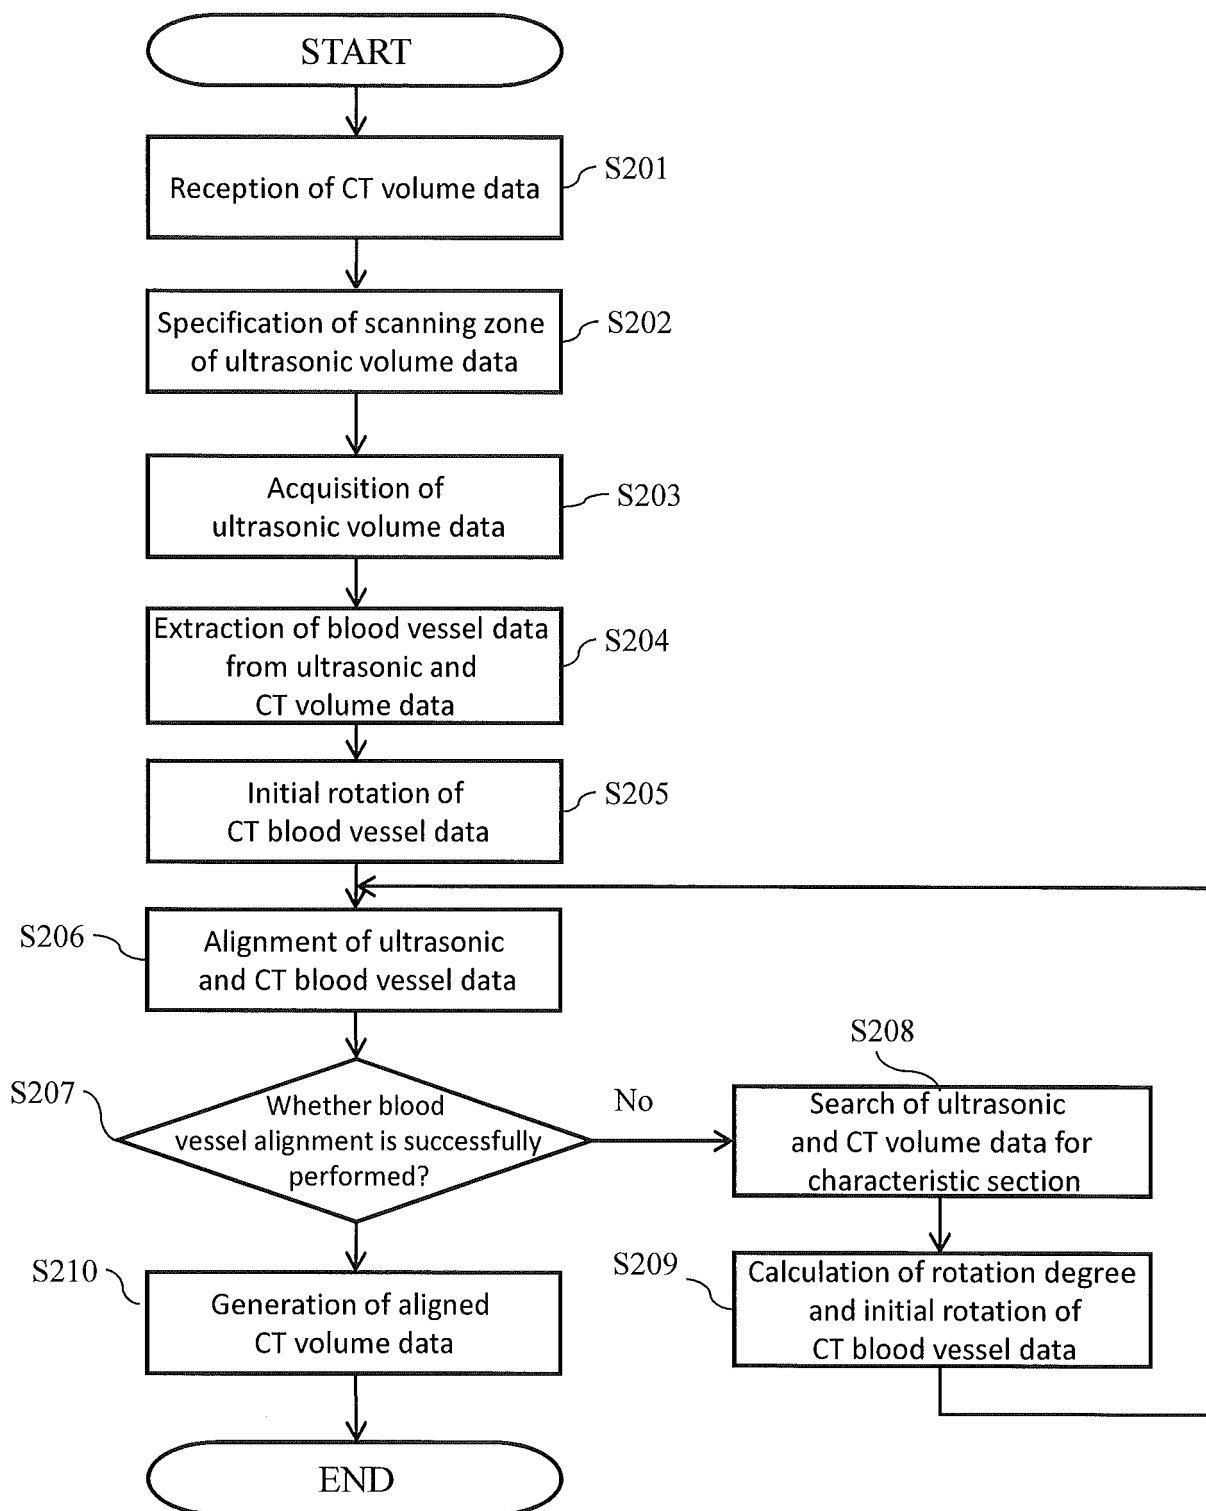 START
Reception of CT volume data
S201
Specification of scanning zone
of ultrasonic volume data
S202
Acquisition of
ultrasonic volume data
S203
Extraction of blood vessel data
from ultrasonic and
CT volume data
S204
Initial rotation of
CT blood vessel data
S205
S206
Alignment of ultrasonic
and CT blood vessel data
S207
Whether blood
vessel alignment is successfully
performed?
No
S208
Search of ultrasonic
and CT volume data for
characteristic section
S209
Calculation of rotation degree
and initial rotation of
CT blood vessel data
S210
Generation of aligned
CT volume data
END